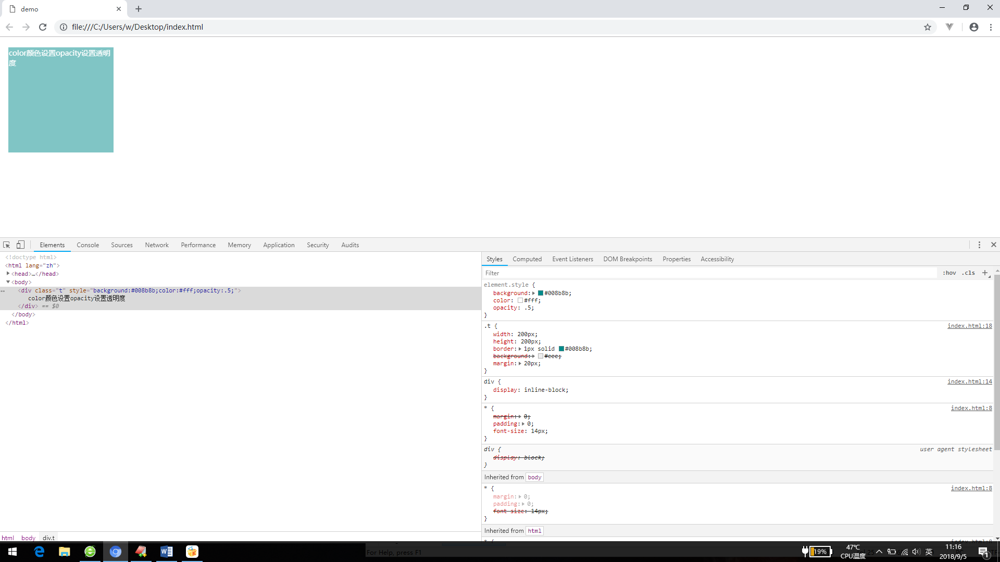 demo
file:///C:/Users/w/Desktop/index.html
color颜色设置opacity设置透明
度
Elements Console Sources Network Performance Memory Application Security Audits
<!doctype html>
<html lang="zh">
<head>…</head>
<body>
<div class="t" style="background:#008b8b;color:#fff;opacity:.5;">
color颜色设置opacity设置透明度
</div> == $0
</body>
</html>
html body div.t
Styles Computed Event Listeners DOM Breakpoints Properties Accessibility
Filter :hov .cls +
element.style {
background: #008b8b;
color: #fff;
opacity: .5;
}
.t { index.html:18
width: 200px;
height: 200px;
border: 1px solid #008b8b;
background: #eee;
margin: 20px;
}
div { index.html:14
display: inline-block;
}
* { index.html:8
margin: 0;
padding: 0;
font-size: 14px;
}
div { user agent stylesheet
display: block;
}
Inherited from body
* { index.html:8
margin: 0;
padding: 0;
font-size: 14px;
}
Inherited from html
* { index.html:8
For Help, press F1
19%
47℃
CPU温度
英
11:16
2018/9/5
1